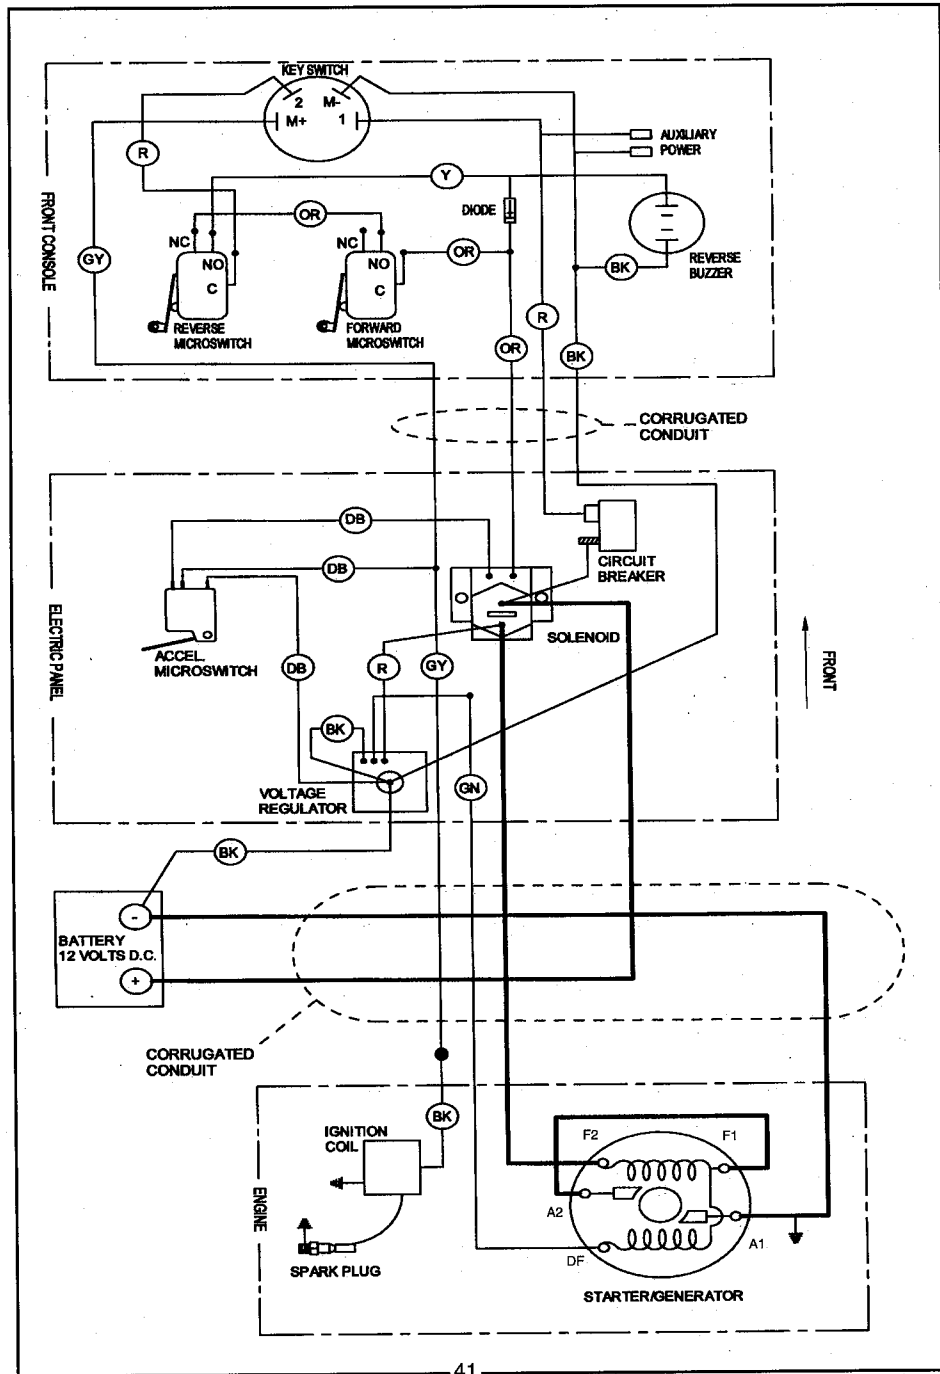 KEY SWITCH
2
M-
M+
1
AUXILIARY
POWER
R
Y
OR
DIODE
NC
NO
C
NC
NO
C
OR
GY
BK
REVERSE
BUZZER
REVERSE
MICROSWITCH
FORWARD
MICROSWITCH
R
OR
BK
FRONT CONSOLE
CORRUGATED
CONDUIT
DB
DB
CIRCUIT
BREAKER
SOLENOID
ACCEL.
MICROSWITCH
DB
R
GY
ELECTRIC PANEL
FRONT
BK
VOLTAGE
REGULATOR
GN
BK
-
BATTERY
12 VOLTS D.C.
+
CORRUGATED
CONDUIT
BK
IGNITION
COIL
F2
F1
A2
A1
DF
ENGINE
SPARK PLUG
STARTER/GENERATOR
41